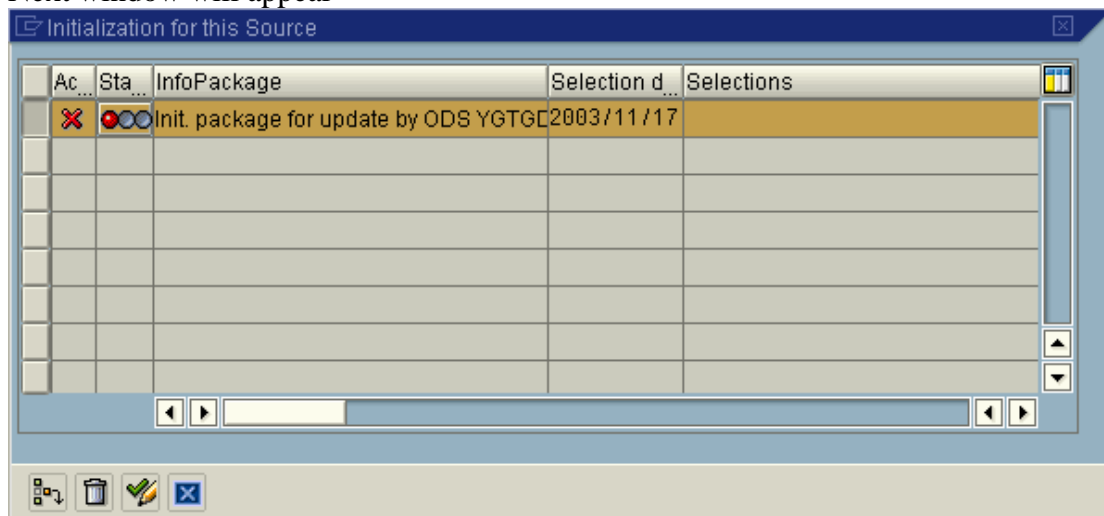 Next window will appear
Initialization for this Source
Ac... Sta... InfoPackage Selection d... Selections
Init. package for update by ODS YGTGD 2003/11/17